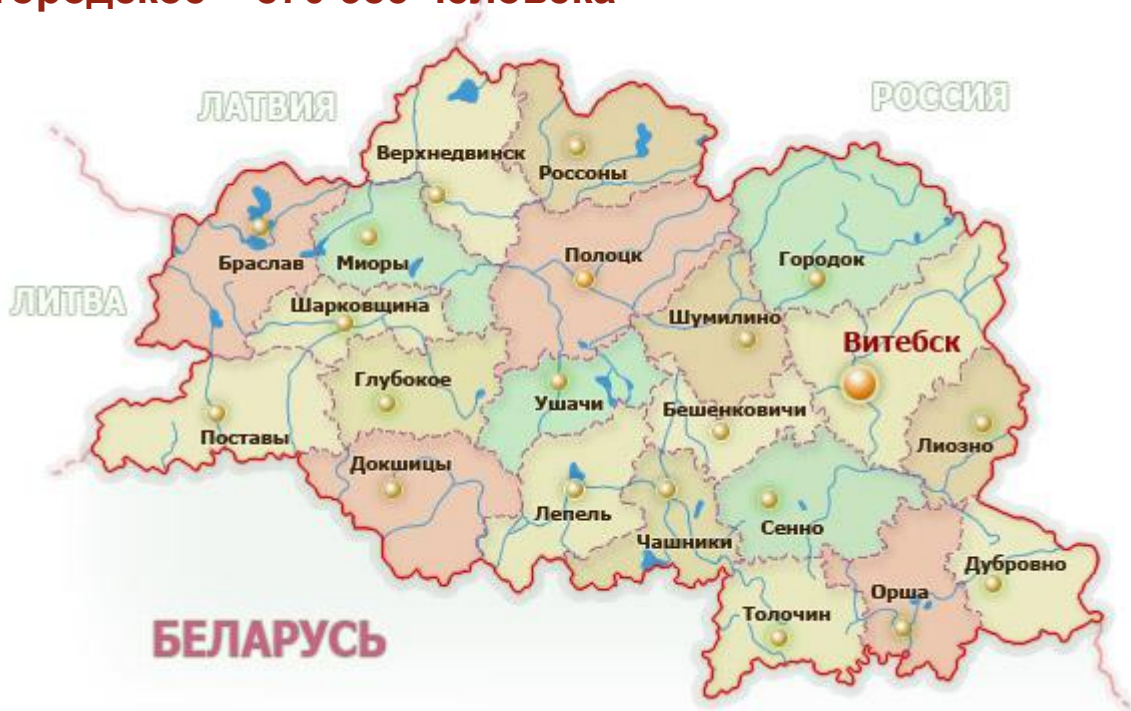 ЛАТВИЯ
РОССИЯ
Верхнедвинск
Россоны
Браслав
Миоры
Полоцк
Городок
ЛИТВА
Шарковщина
Шумилино
Витебск
Глубокое
Ушачи
Бешенковичи
Поставы
Лиозно
Докшицы
Лепель
Чашники
Сенно
Дубровно
Орша
Толочин
БЕЛАРУСЬ